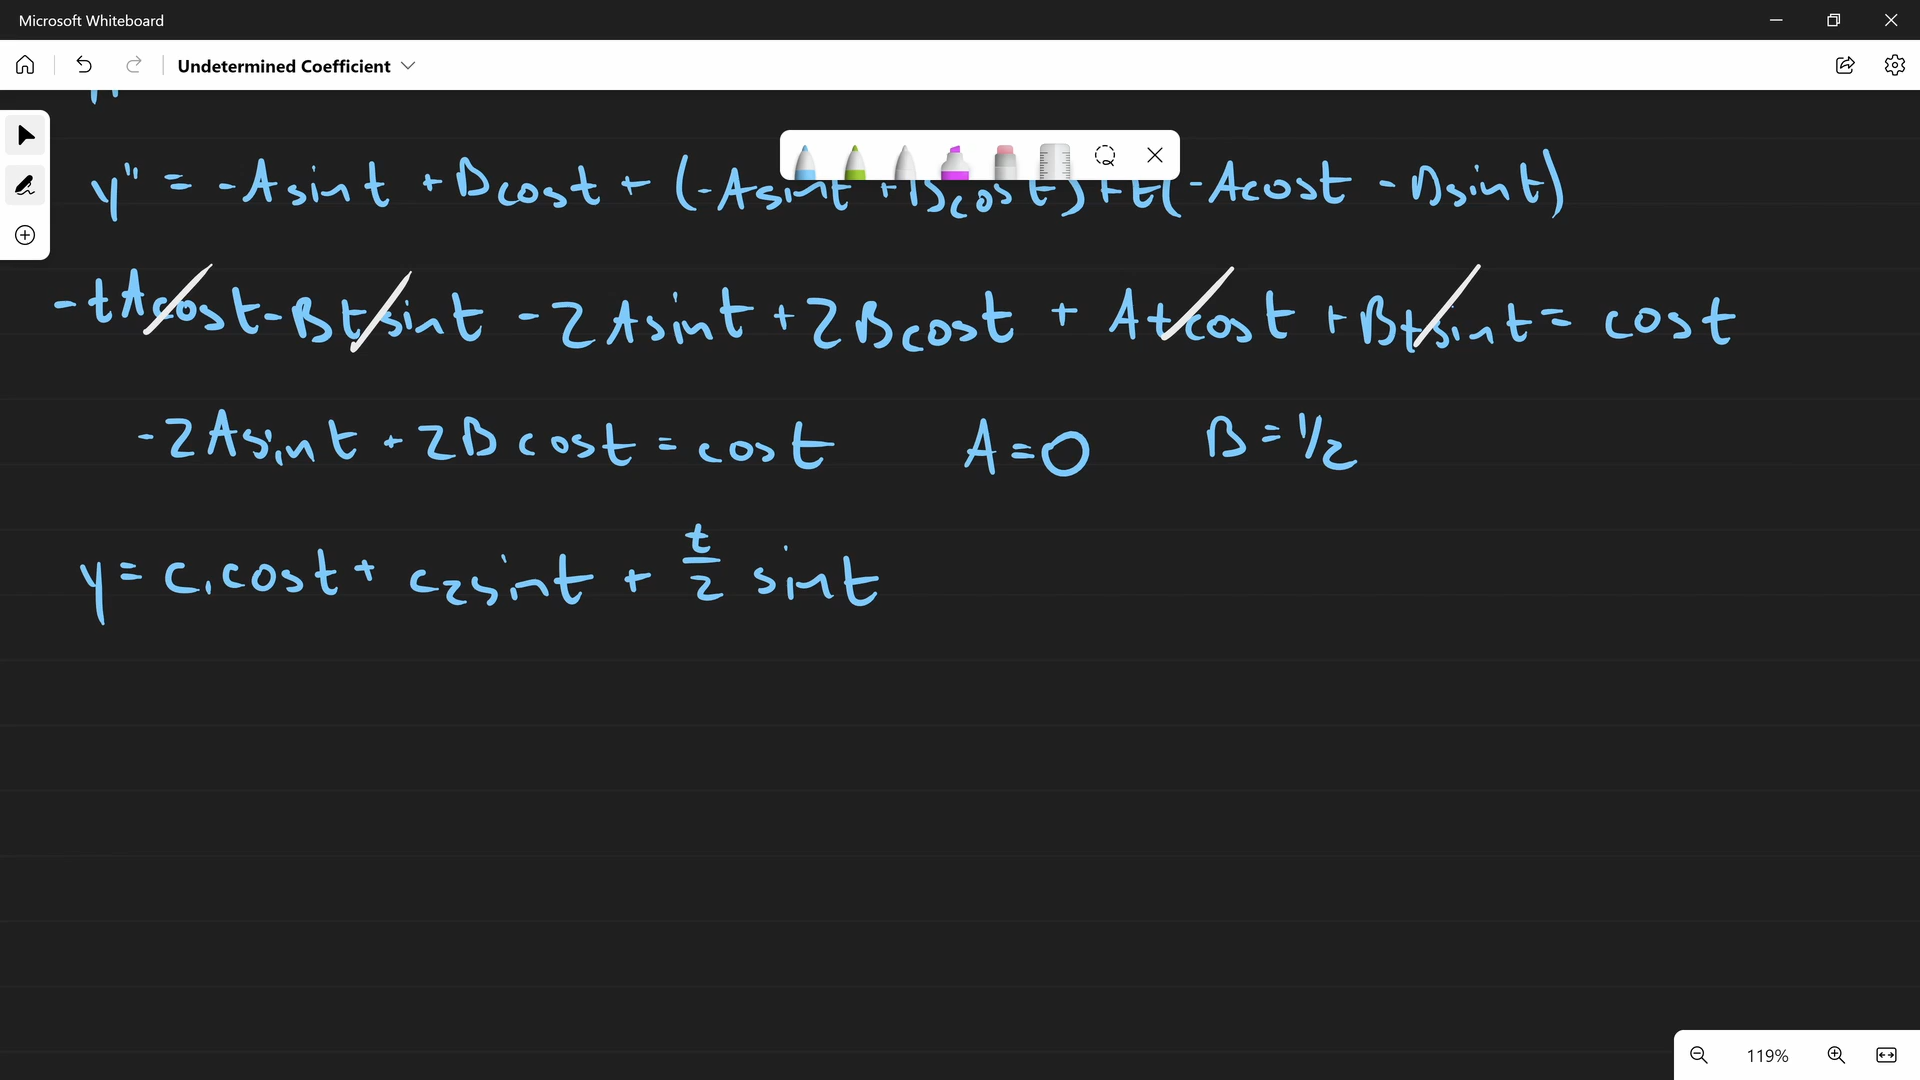 Microsoft Whiteboard
Undetermined Coefficient
y" = -Asint + Bcost + (-Asint + Bcost) + t(-Acost - Bsint)
-tAcost - Btsint - 2Asint + 2Bcost + Atcost + Btsint = cost
-2Asint + 2Bcost = cost A=0 B=1/2
y = c₁cost + c₂sint + t/2 sint
119%